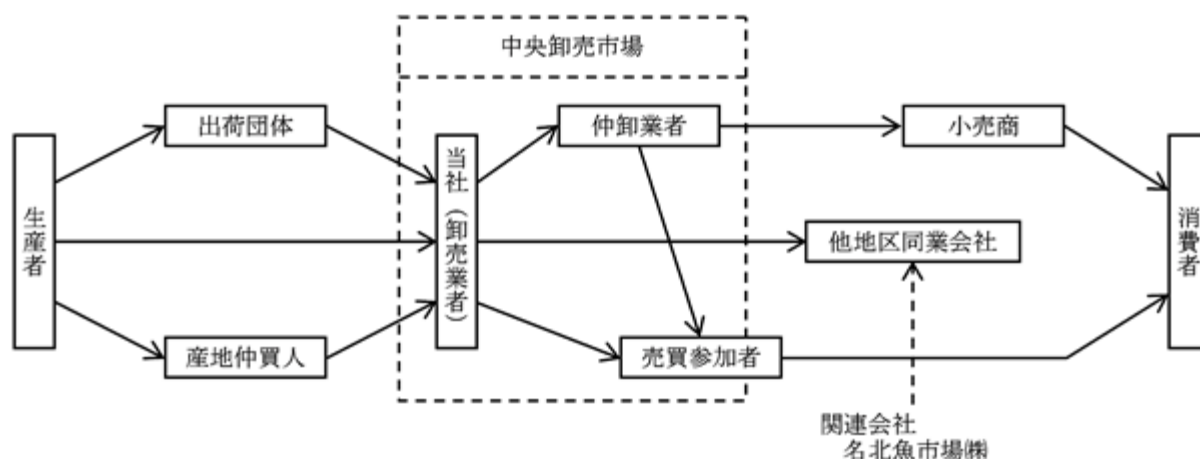 中央卸売市場
出荷団体
仲卸業者
小売商
生産者
当社（卸売業者）
他地区同業会社
消費者
産地仲買人
売買参加者
関連会社
名北魚市場㈱